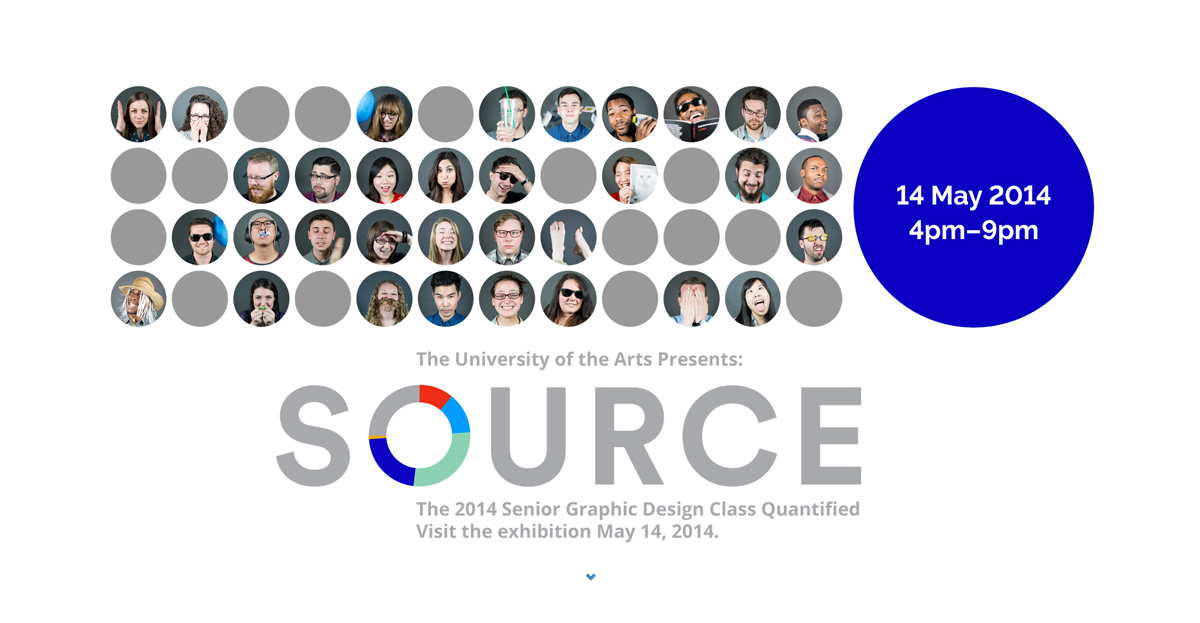 14 May 2014
4pm–9pm
The University of the Arts Presents:
SOURCE
The 2014 Senior Graphic Design Class Quantified
Visit the exhibition May 14, 2014.